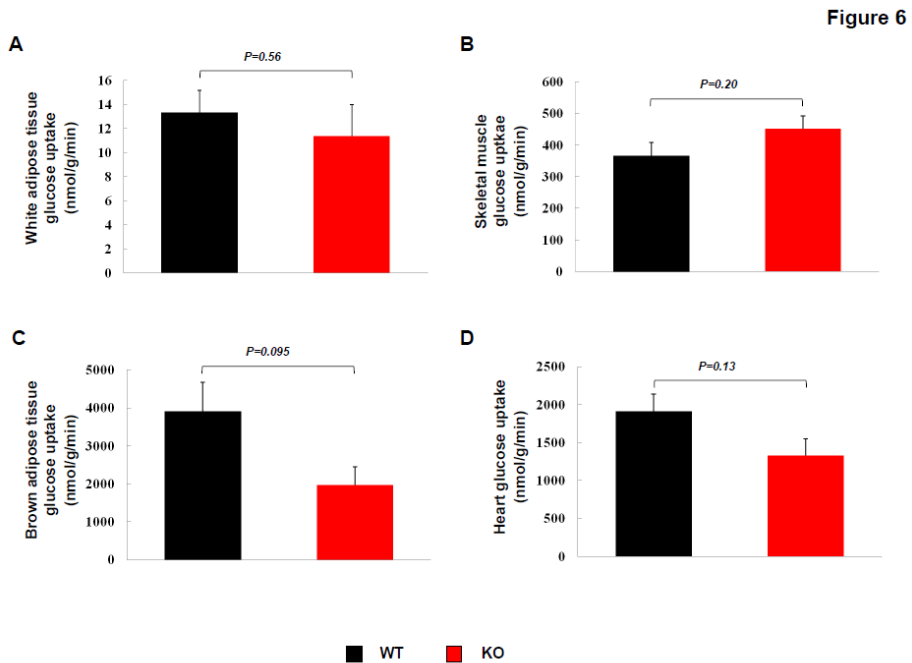 Figure 6
A
P=0.56
White adipose tissue
glucose uptake
(nmol/g/min)
16
14
12
10
8
6
4
2
0
B
P=0.20
Skeletal muscle
glucose uptkae
(nmol/g/min)
600
500
400
300
200
100
0
C
P=0.095
Brown adipose tissue
glucose uptake
(nmol/g/min)
5000
4000
3000
2000
1000
0
D
P=0.13
Heart glucose uptake
(nmol/g/min)
2500
2000
1500
1000
500
0
WT KO